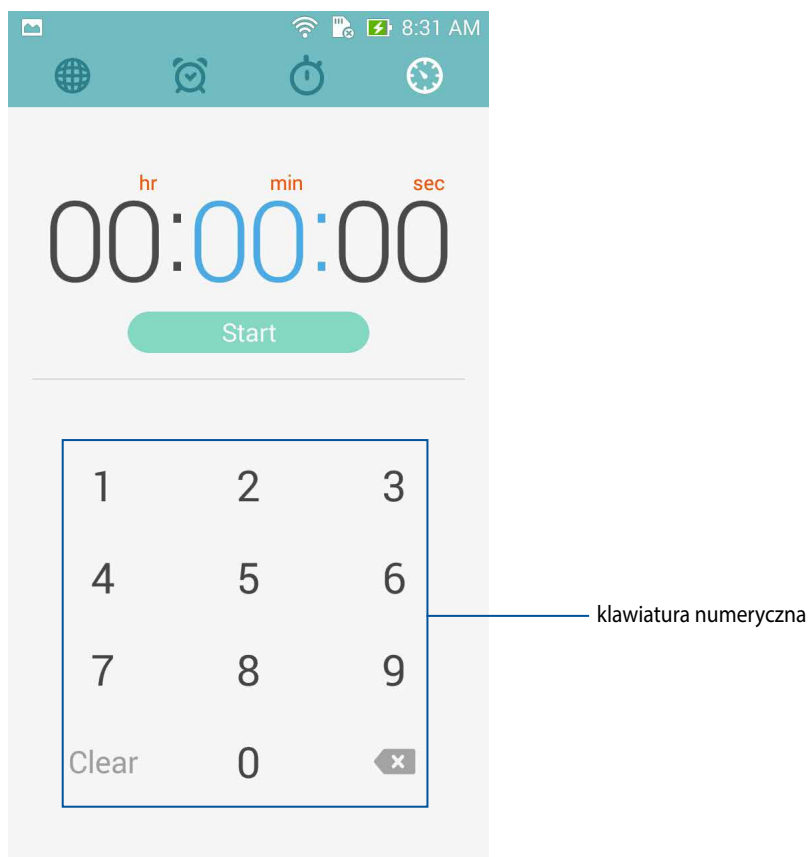 8:31 AM
hr min sec
00:00:00
Start
1 2 3
4 5 6
klawiatura numeryczna
7 8 9
Clear 0